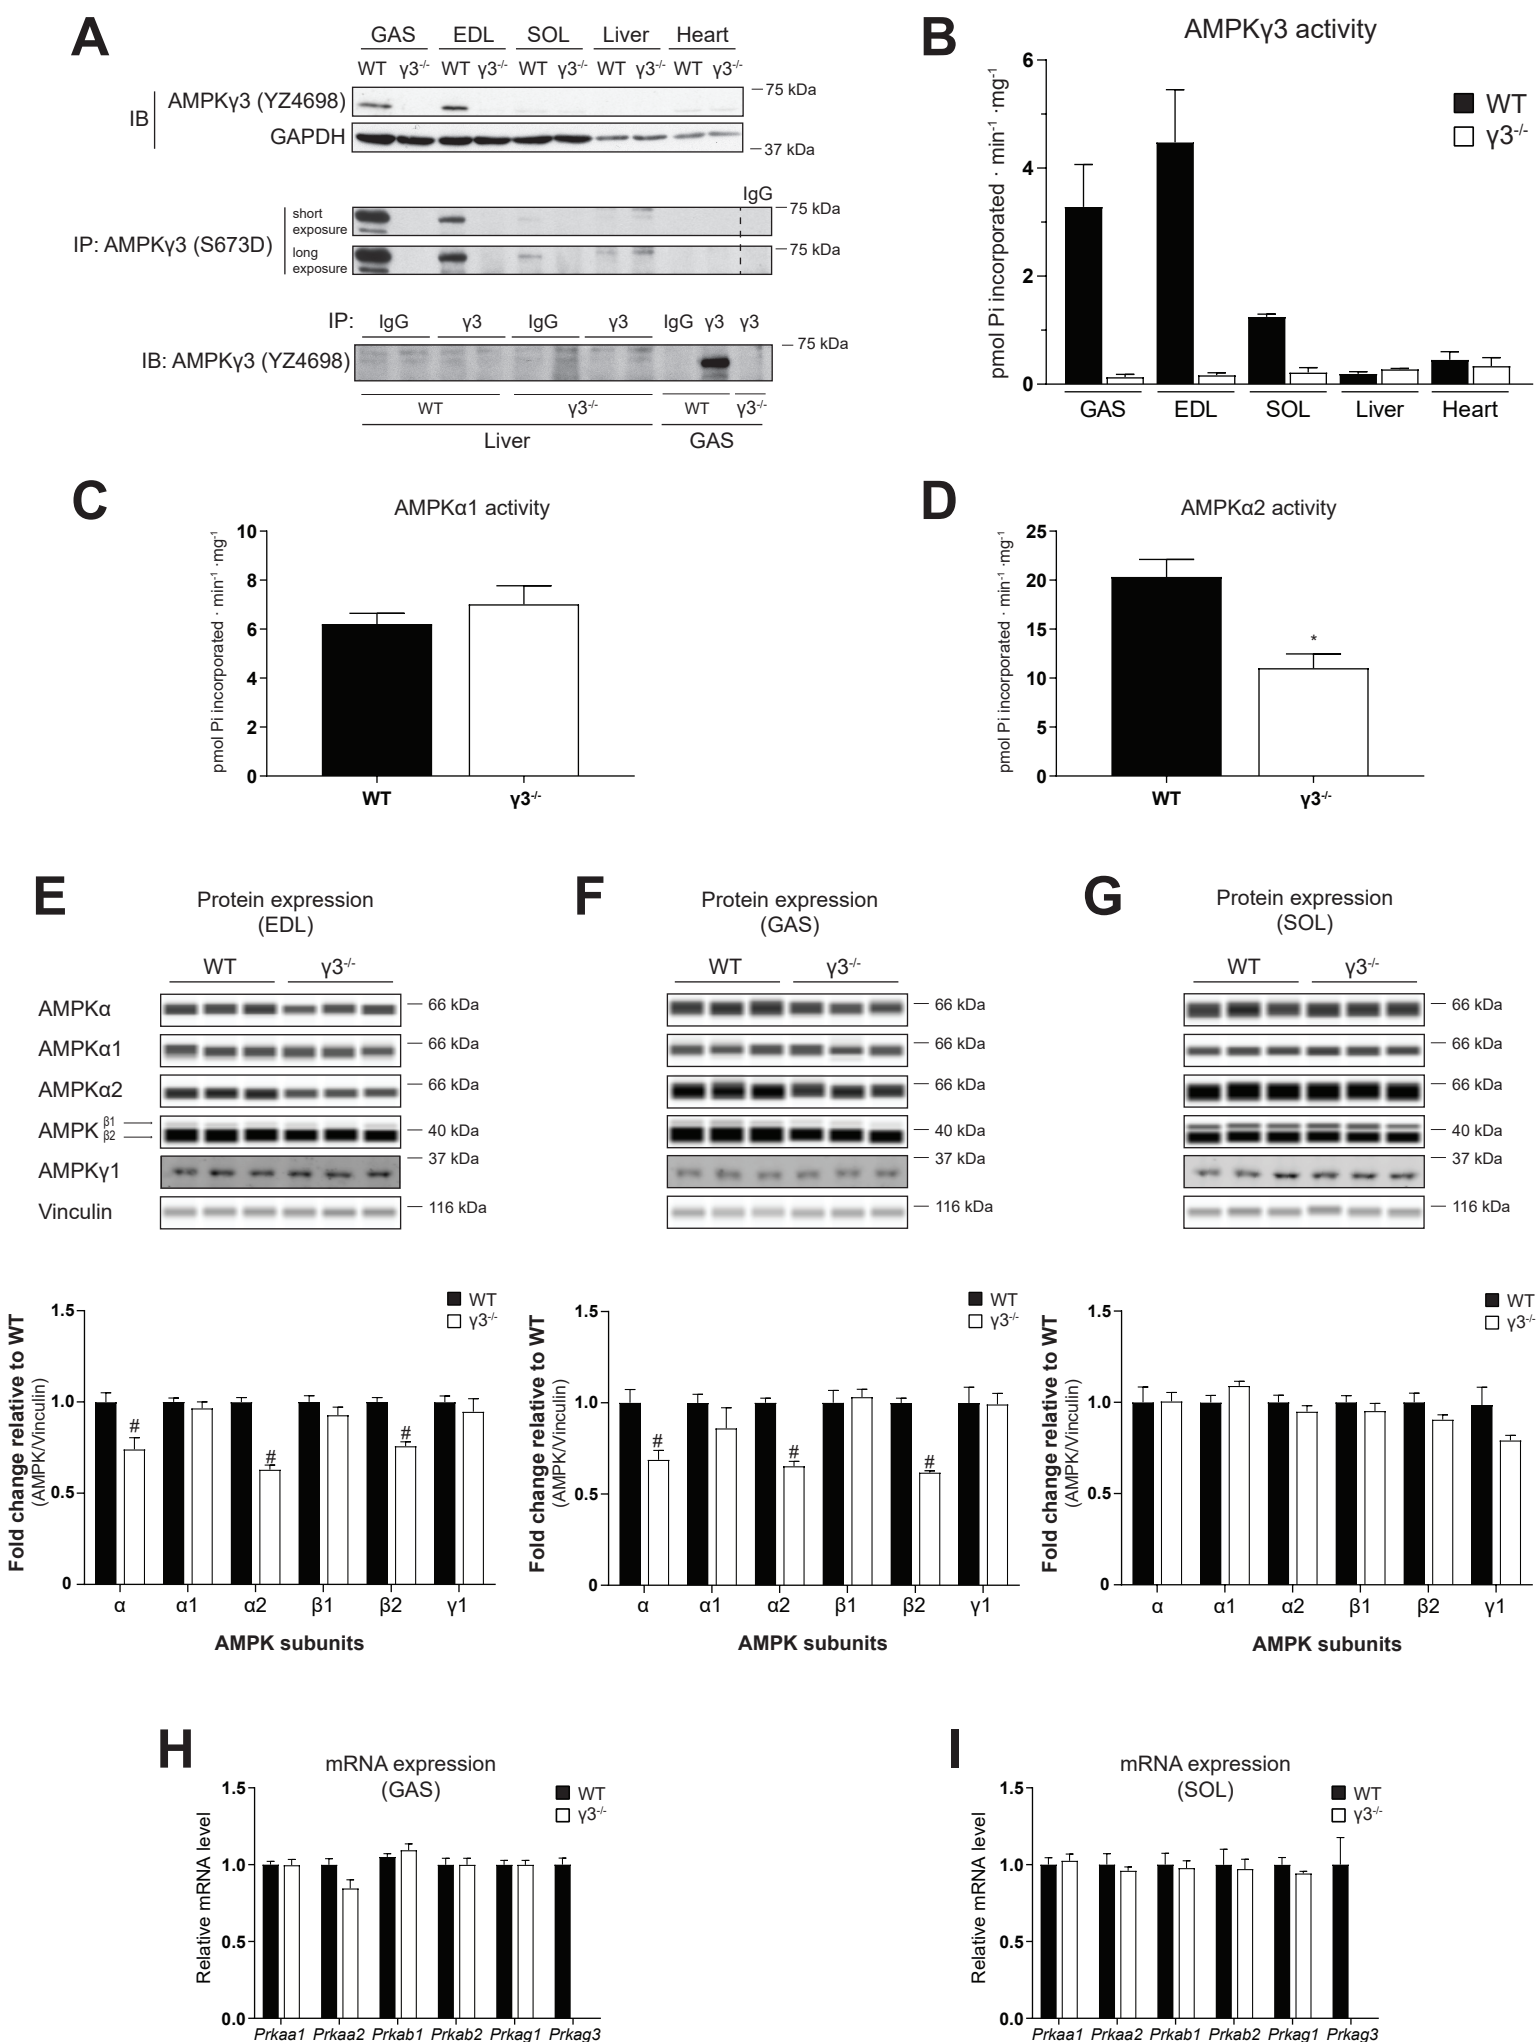 A
GAS EDL SOL Liver Heart
WT γ3-/- WT γ3-/- WT γ3-/- WT γ3-/- WT γ3-/-
IB
AMPKγ3 (YZ4698)
75 kDa
GAPDH
37 kDa
IgG
IP: AMPKγ3 (S673D)
short exposure
75 kDa
long exposure
75 kDa
IP: IgG γ3 IgG γ3 IgG γ3 γ3
IB: AMPKγ3 (YZ4698)
75 kDa
WT γ3-/- WT γ3-/-
Liver GAS
B
AMPKγ3 activity
pmol Pi incorporated · min-1 ·mg-1
6
4
2
0
WT
γ3-/-
GAS EDL SOL Liver Heart
C
AMPKα1 activity
pmol Pi incorporated · min-1 ·mg-1
10
8
6
4
2
0
WT γ3-/-
D
AMPKα2 activity
pmol Pi incorporated · min-1 ·mg-1
25
20
15
10
5
0
*
WT γ3-/-
E
Protein expression
(EDL)
WT γ3-/-
AMPKα 66 kDa
AMPKα1 66 kDa
AMPKα2 66 kDa
AMPK β1 β2 40 kDa
AMPKγ1 37 kDa
Vinculin 116 kDa
Fold change relative to WT
(AMPK/Vinculin)
1.5
1.0
0.5
0
WT
γ3-/-
# # #
α α1 α2 β1 β2 γ1
AMPK subunits
F
Protein expression
(GAS)
WT γ3-/-
66 kDa
66 kDa
66 kDa
40 kDa
37 kDa
116 kDa
Fold change relative to WT
(AMPK/Vinculin)
1.5
1.0
0.5
0
WT
γ3-/-
# # #
α α1 α2 β1 β2 γ1
AMPK subunits
G
Protein expression
(SOL)
WT γ3-/-
66 kDa
66 kDa
66 kDa
40 kDa
37 kDa
116 kDa
Fold change relative to WT
(AMPK/Vinculin)
1.5
1.0
0.5
0
WT
γ3-/-
α α1 α2 β1 β2 γ1
AMPK subunits
H
mRNA expression
(GAS)
Relative mRNA level
1.5
1.0
0.5
0.0
WT
γ3-/-
Prkaa1 Prkaa2 Prkab1 Prkab2 Prkag1 Prkag3
I
mRNA expression
(SOL)
Relative mRNA level
1.5
1.0
0.5
0.0
WT
γ3-/-
Prkaa1 Prkaa2 Prkab1 Prkab2 Prkag1 Prkag3